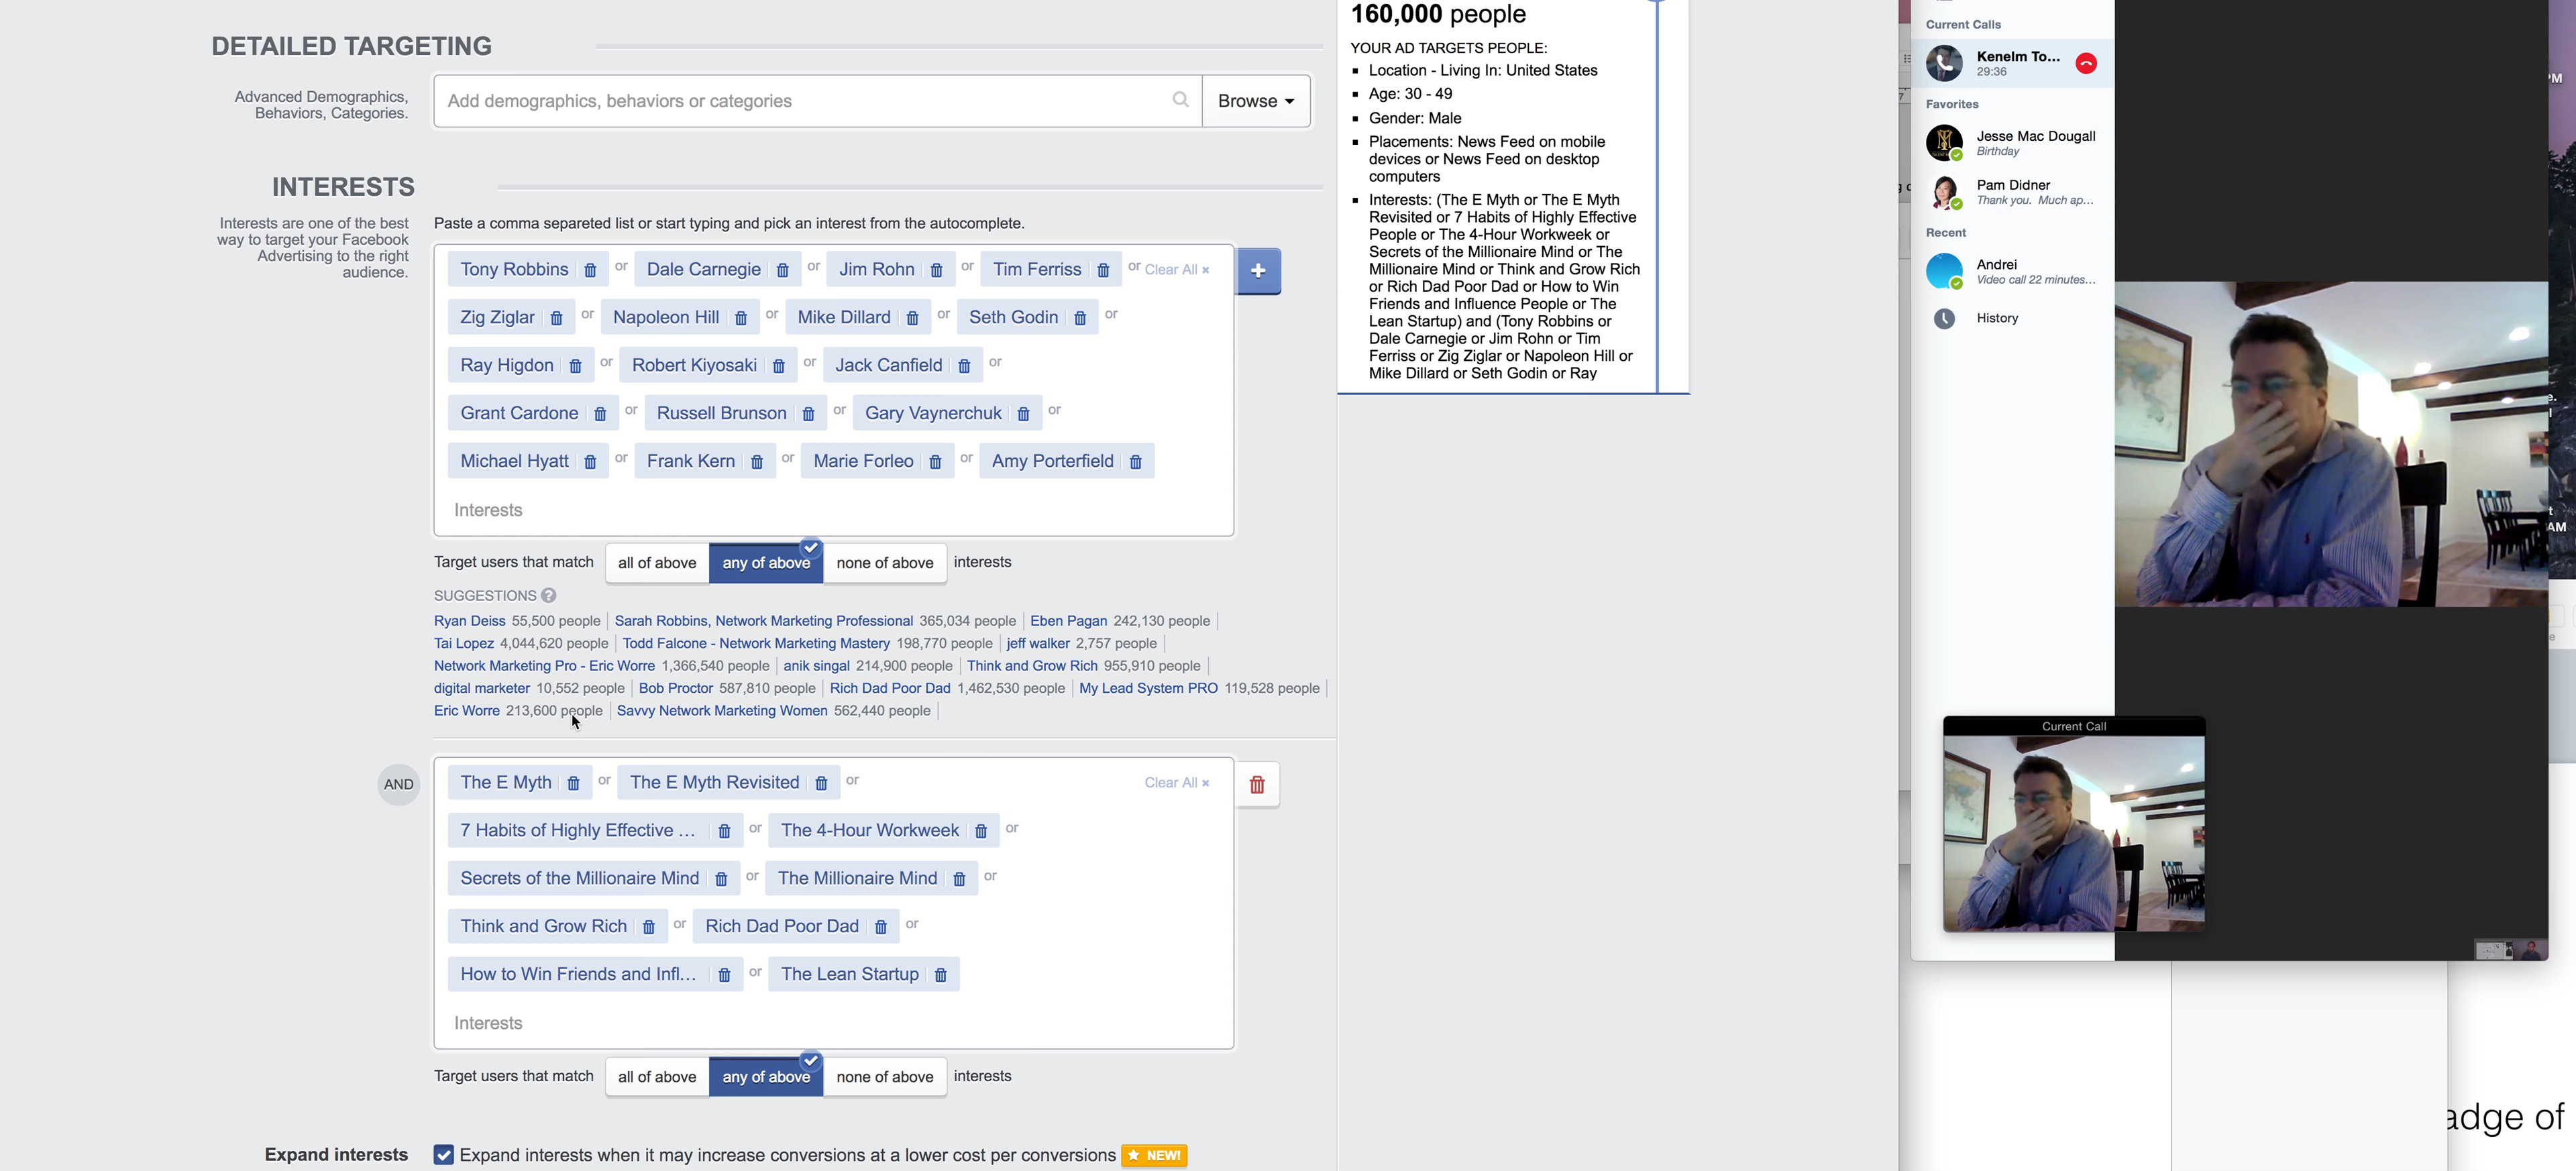 DETAILED TARGETING
Advanced Demographics,
Behaviors, Categories.
Add demographics, behaviors or categories
Browse
INTERESTS
Interests are one of the best
way to target your Facebook
Advertising to the right
audience.
Paste a comma separeted list or start typing and pick an interest from the autocomplete.
Tony Robbins or Dale Carnegie or Jim Rohn or Tim Ferriss or Clear All ×
Zig Ziglar or Napoleon Hill or Mike Dillard or Seth Godin or
Ray Higdon or Robert Kiyosaki or Jack Canfield or
Grant Cardone or Russell Brunson or Gary Vaynerchuk or
Michael Hyatt or Frank Kern or Marie Forleo or Amy Porterfield
Interests
+
Target users that match all of above any of above none of above interests
SUGGESTIONS ?
Ryan Deiss 55,500 people | Sarah Robbins, Network Marketing Professional 365,034 people | Eben Pagan 242,130 people |
Tai Lopez 4,044,620 people | Todd Falcone - Network Marketing Mastery 198,770 people | jeff walker 2,757 people |
Network Marketing Pro - Eric Worre 1,366,540 people | anik singal 214,900 people | Think and Grow Rich 955,910 people |
digital marketer 10,552 people | Bob Proctor 587,810 people | Rich Dad Poor Dad 1,462,530 people | My Lead System PRO 119,528 people |
Eric Worre 213,600 people | Savvy Network Marketing Women 562,440 people |
AND
The E Myth or The E Myth Revisited or Clear All ×
7 Habits of Highly Effective ... or The 4-Hour Workweek or
Secrets of the Millionaire Mind or The Millionaire Mind or
Think and Grow Rich or Rich Dad Poor Dad or
How to Win Friends and Infl... or The Lean Startup
Interests
Target users that match all of above any of above none of above interests
Expand interests Expand interests when it may increase conversions at a lower cost per conversions NEW!
160,000 people
YOUR AD TARGETS PEOPLE:
Location - Living In: United States
Age: 30 - 49
Gender: Male
Placements: News Feed on mobile
devices or News Feed on desktop
computers
Interests: (The E Myth or The E Myth
Revisited or 7 Habits of Highly Effective
People or The 4-Hour Workweek or
Secrets of the Millionaire Mind or The
Millionaire Mind or Think and Grow Rich
or Rich Dad Poor Dad or How to Win
Friends and Influence People or The
Lean Startup) and (Tony Robbins or
Dale Carnegie or Jim Rohn or Tim
Ferriss or Zig Ziglar or Napoleon Hill or
Mike Dillard or Seth Godin or Ray
Current Calls
Kenelm To...
29:36
Favorites
Jesse Mac Dougall
Birthday
Pam Didner
Thank you. Much ap...
Recent
Andrei
Video call 22 minutes...
History
Current Call
AM
adge of